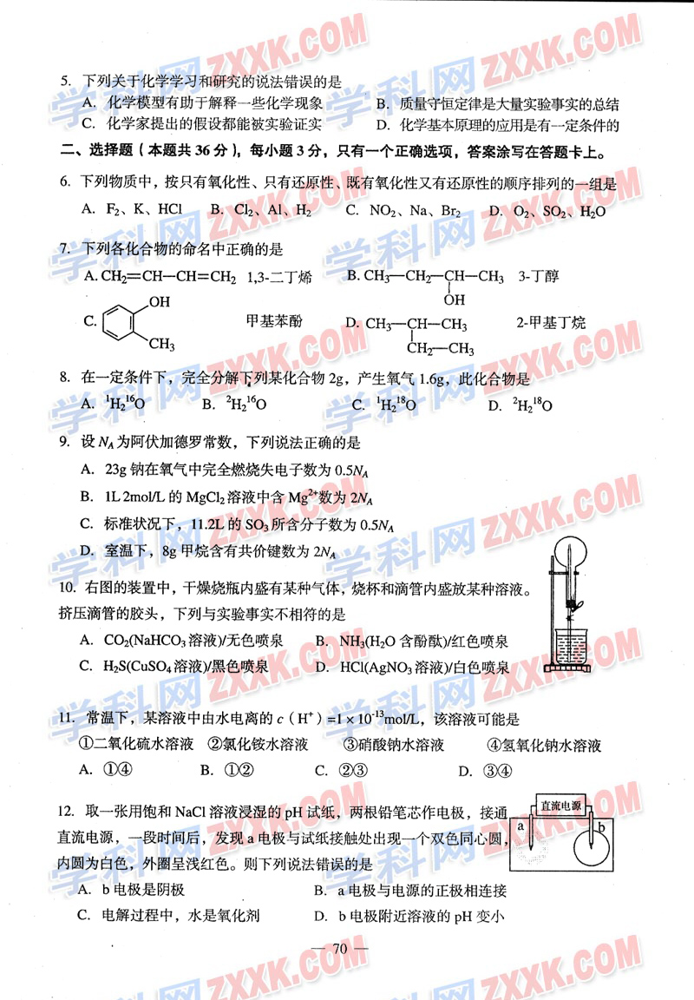 5. 下列关于化学学习和研究的说法错误的是
A. 化学模型有助于解释一些化学现象 B. 质量守恒定律是大量实验事实的总结
C. 化学家提出的假设都能被实验证实 D. 化学基本原理的应用是有一定条件的
二、选择题（本题共 36 分），每小题 3 分，只有一个正确选项，答案涂写在答题卡上。
6. 下列物质中，按只有氧化性、只有还原性、既有氧化性又有还原性的顺序排列的一组是
A. F₂、K、HCl B. Cl₂、Al、H₂ C. NO₂、Na、Br₂ D. O₂、SO₂、H₂O
7. 下列各化合物的命名中正确的是
A. CH₂=CH—CH=CH₂ 1,3-二丁烯 B. CH₃—CH₂—CH—CH₃ 3-丁醇
OH
C. OH CH₃ 甲基苯酚 D. CH₃—CH—CH₃ 2-甲基丁烷
CH₂—CH₃
8. 在一定条件下，完全分解下列某化合物 2g，产生氧气 1.6g，此化合物是
A. ¹H₂¹⁶O B. ²H₂¹⁶O C. ¹H₂¹⁸O D. ²H₂¹⁸O
9. 设 N_A 为阿伏加德罗常数，下列说法正确的是
A. 23g 钠在氧气中完全燃烧失电子数为 0.5N_A
B. 1L 2mol/L 的 MgCl₂ 溶液中含 Mg²⁺数为 2N_A
C. 标准状况下，11.2L 的 SO₃ 所含分子数为 0.5N_A
D. 室温下，8g 甲烷含有共价键数为 2N_A
10. 右图的装置中，干燥烧瓶内盛有某种气体，烧杯和滴管内盛放某种溶液。
挤压滴管的胶头，下列与实验事实不相符的是
A. CO₂(NaHCO₃ 溶液)/无色喷泉 B. NH₃(H₂O 含酚酞)/红色喷泉
C. H₂S(CuSO₄ 溶液)/黑色喷泉 D. HCl(AgNO₃ 溶液)/白色喷泉
11. 常温下，某溶液中由水电离的 c（H⁺）=1×10⁻¹³mol/L，该溶液可能是
①二氧化硫水溶液 ②氯化铵水溶液 ③硝酸钠水溶液 ④氢氧化钠水溶液
A. ①④ B. ①② C. ②③ D. ③④
12. 取一张用饱和 NaCl 溶液浸湿的 pH 试纸，两根铅笔芯作电极，接通
直流电源，一段时间后，发现 a 电极与试纸接触处出现一个双色同心圆，
内圆为白色，外圈呈浅红色。则下列说法错误的是
直流电源
a b
A. b 电极是阴极 B. a 电极与电源的正极相连接
C. 电解过程中，水是氧化剂 D. b 电极附近溶液的 pH 变小
— 70 —
学科网 ZXXK.COM